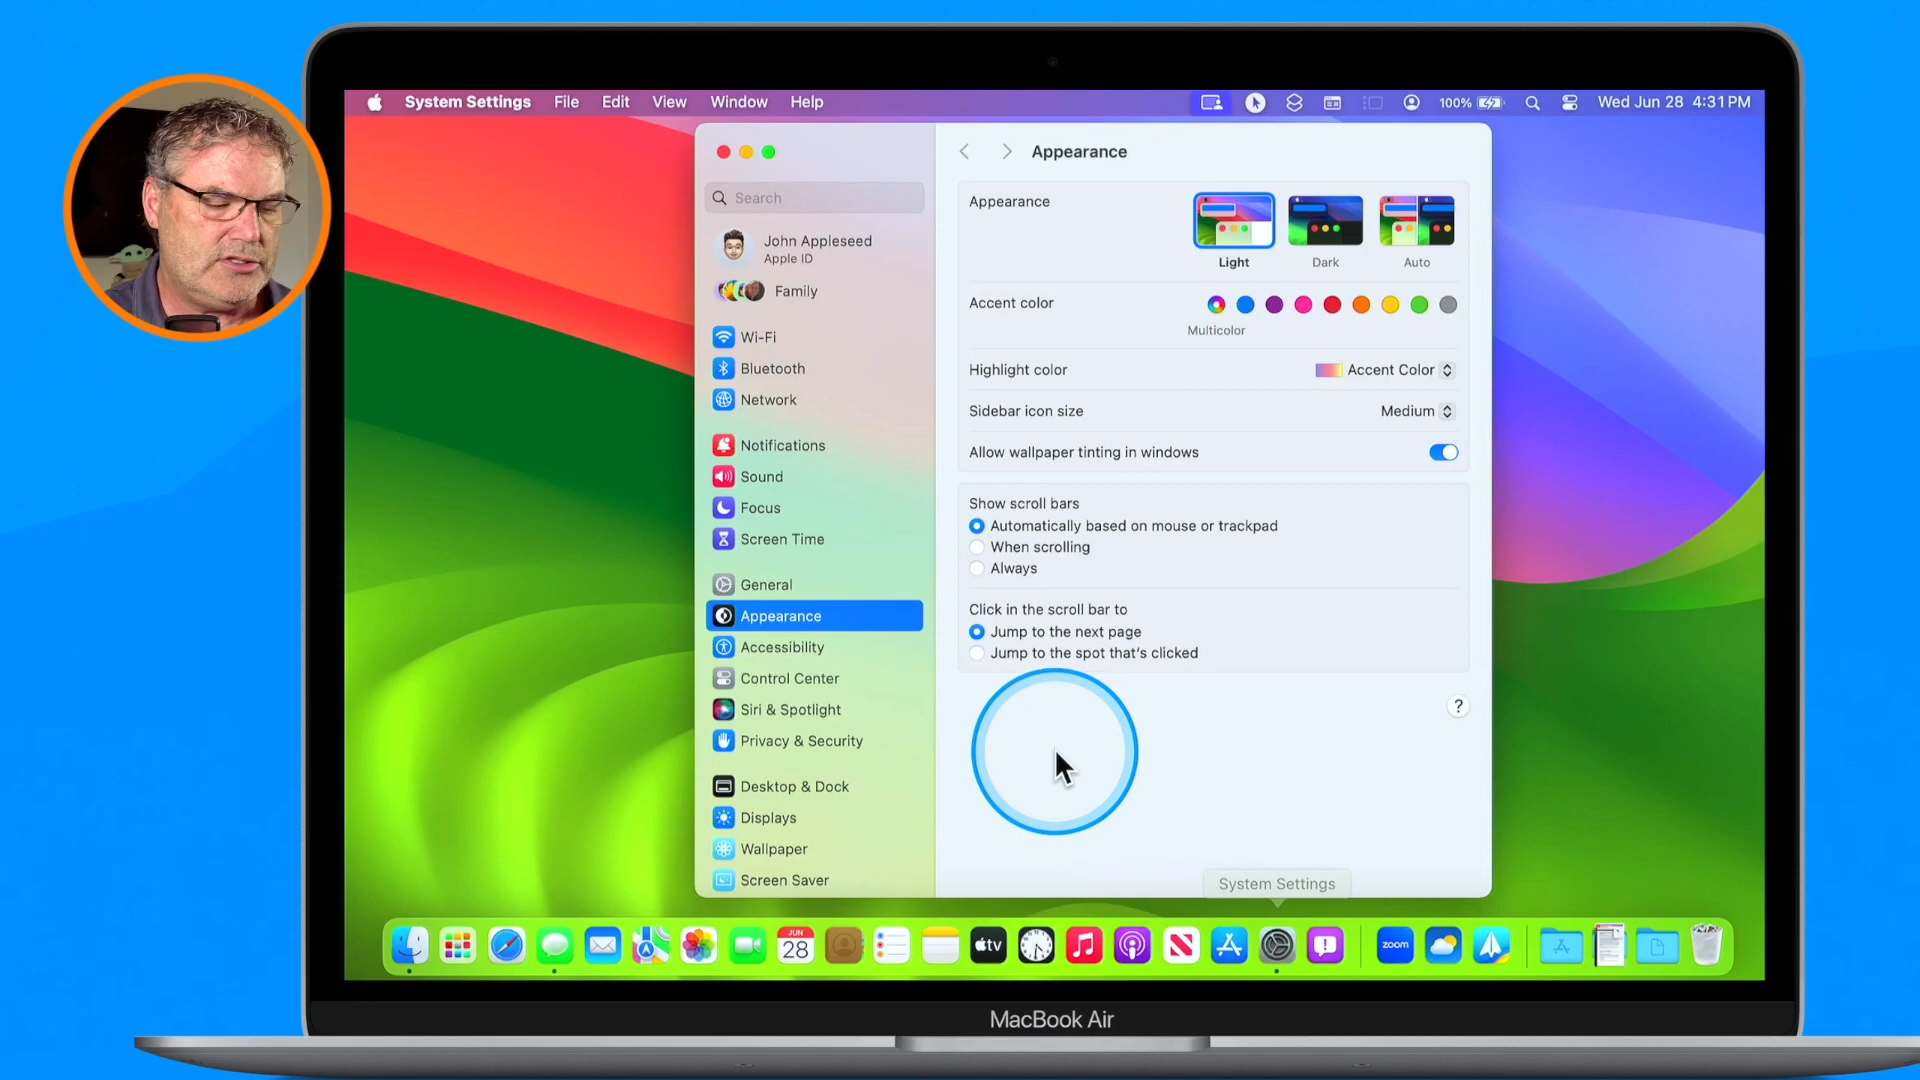 System Settings File Edit View Window Help 100% Wed Jun 28 4:31 PM
Appearance
Search
John Appleseed
Apple ID
Family
Wi-Fi
Bluetooth
Network
Notifications
Sound
Focus
Screen Time
General
Appearance
Accessibility
Control Center
Siri & Spotlight
Privacy & Security
Desktop & Dock
Displays
Wallpaper
Screen Saver
Appearance
Light Dark Auto
Accent color
Multicolor
Highlight color Accent Color
Sidebar icon size Medium
Allow wallpaper tinting in windows
Show scroll bars
Automatically based on mouse or trackpad
When scrolling
Always
Click in the scroll bar to
Jump to the next page
Jump to the spot that's clicked
?
System Settings
JUN
28
tv
zoom
MacBook Air